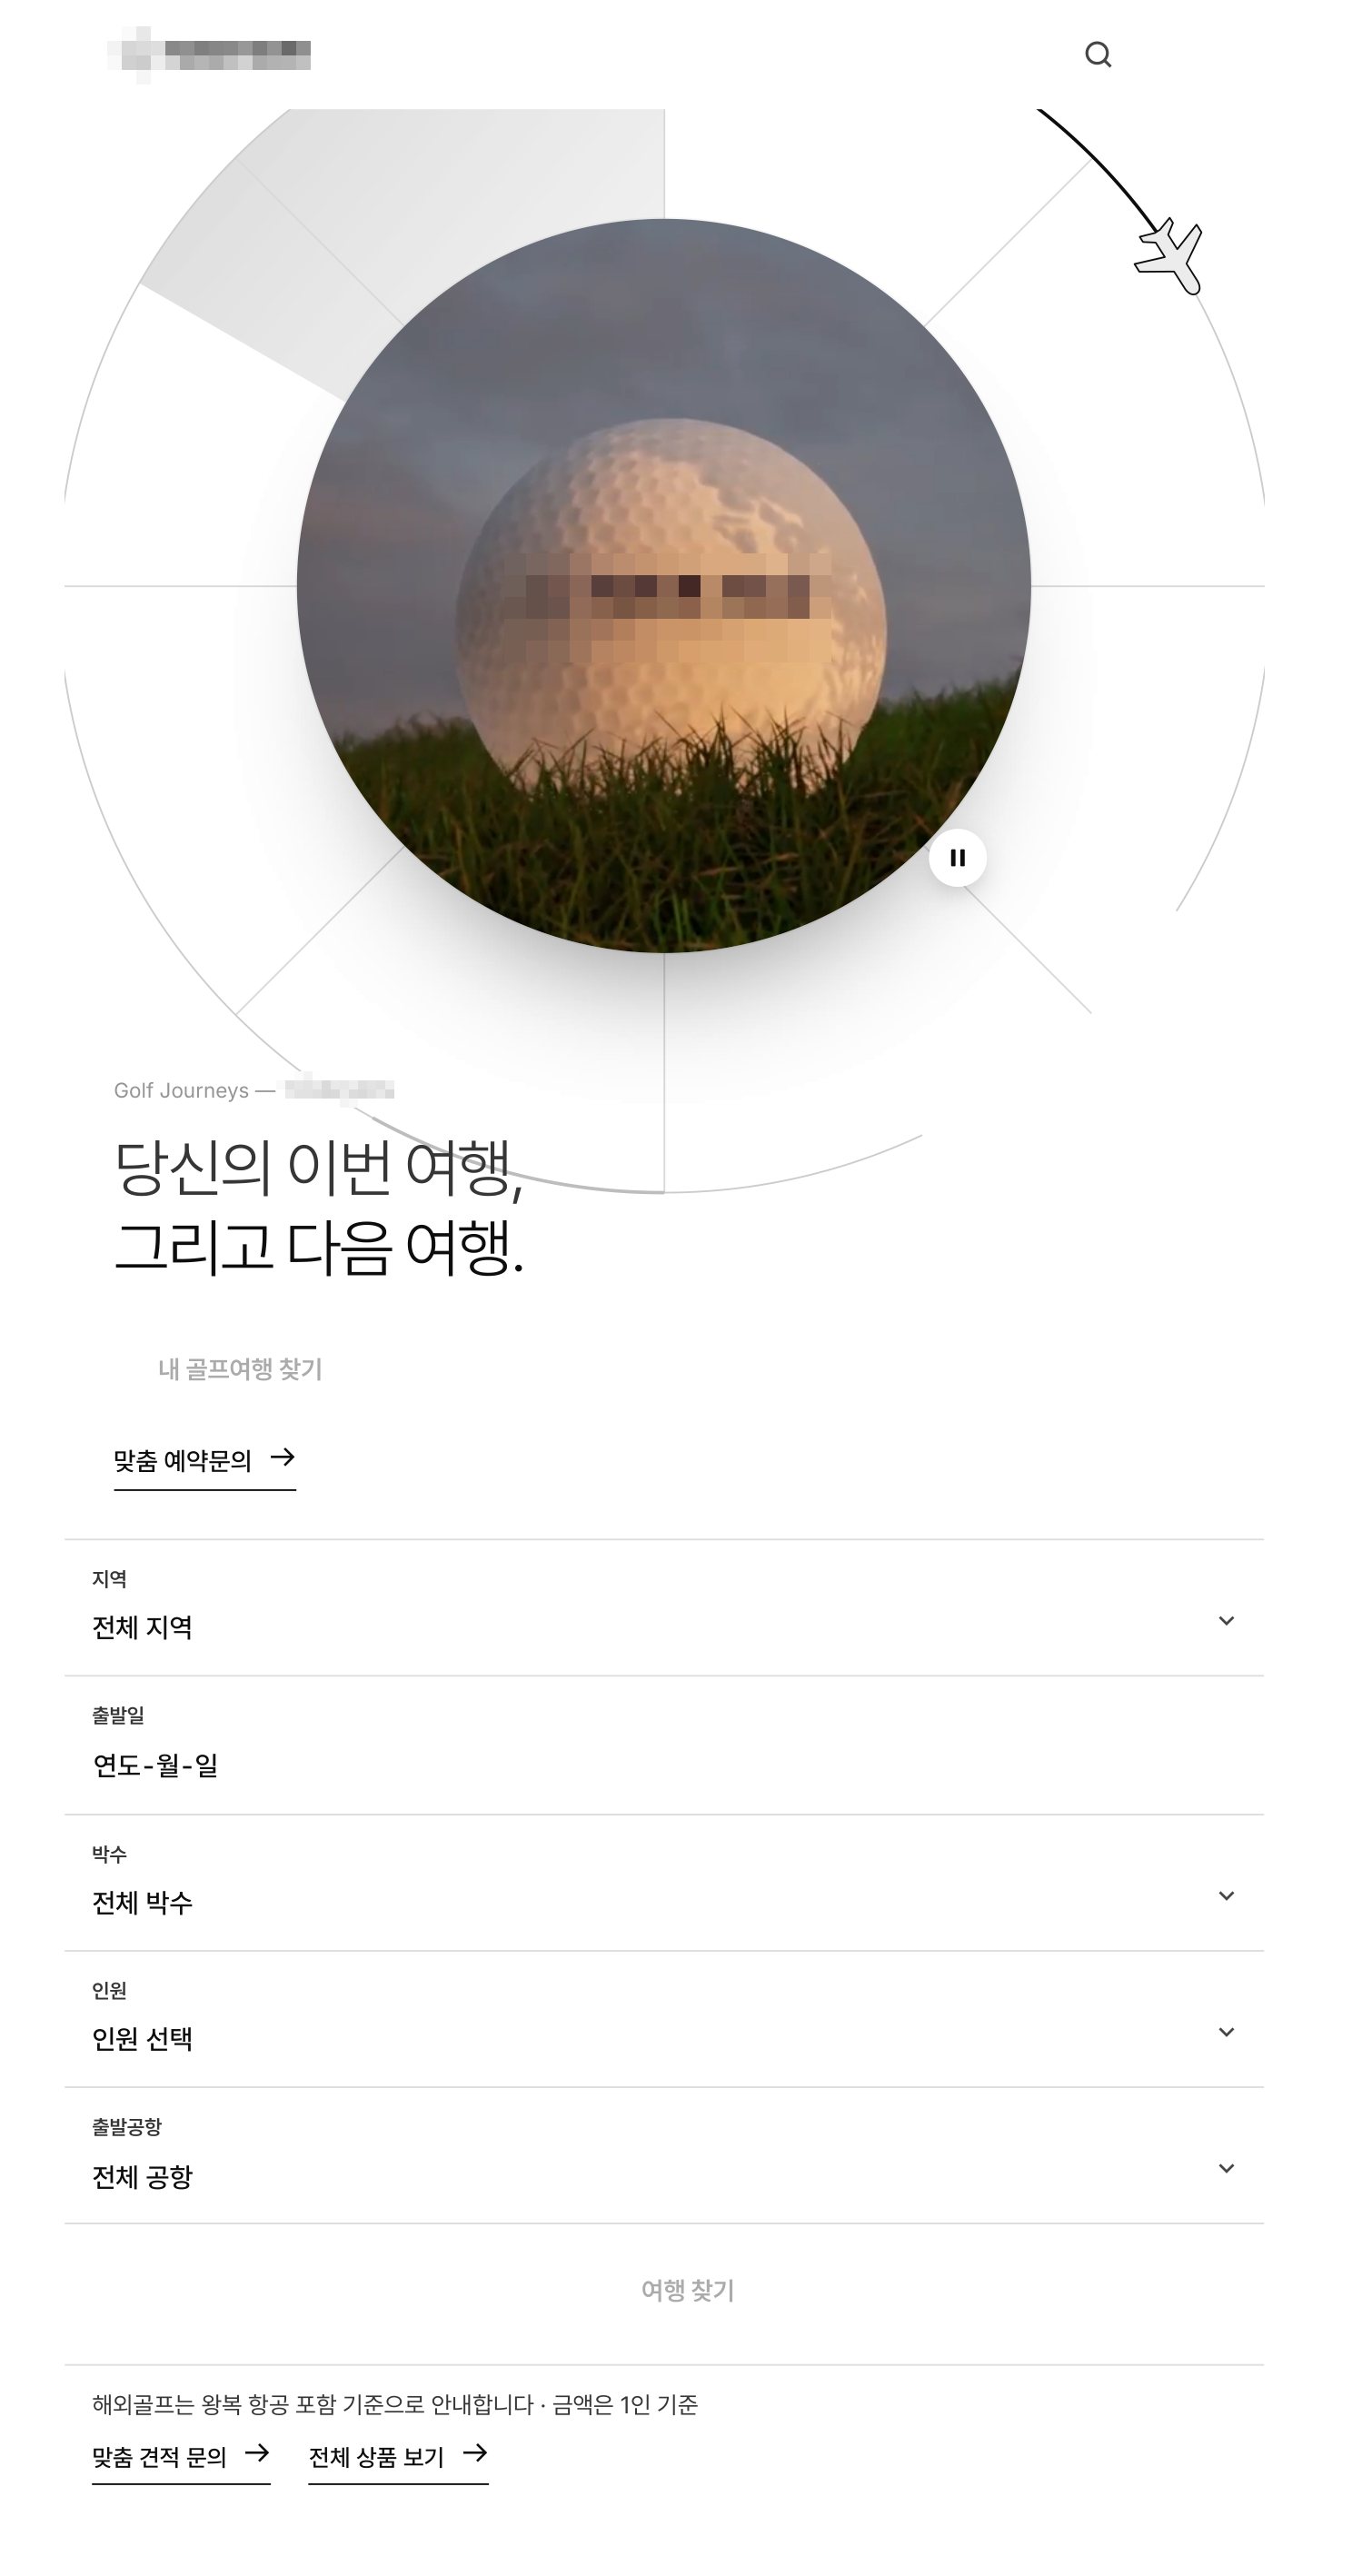 Golf Journeys —
당신의 이번 여행,
그리고 다음 여행.
내 골프여행 찾기
맞춤 예약문의 →
지역
전체 지역
출발일
연도-월-일
박수
전체 박수
인원
인원 선택
출발공항
전체 공항
여행 찾기
해외골프는 왕복 항공 포함 기준으로 안내합니다 · 금액은 1인 기준
맞춤 견적 문의 → 전체 상품 보기 →